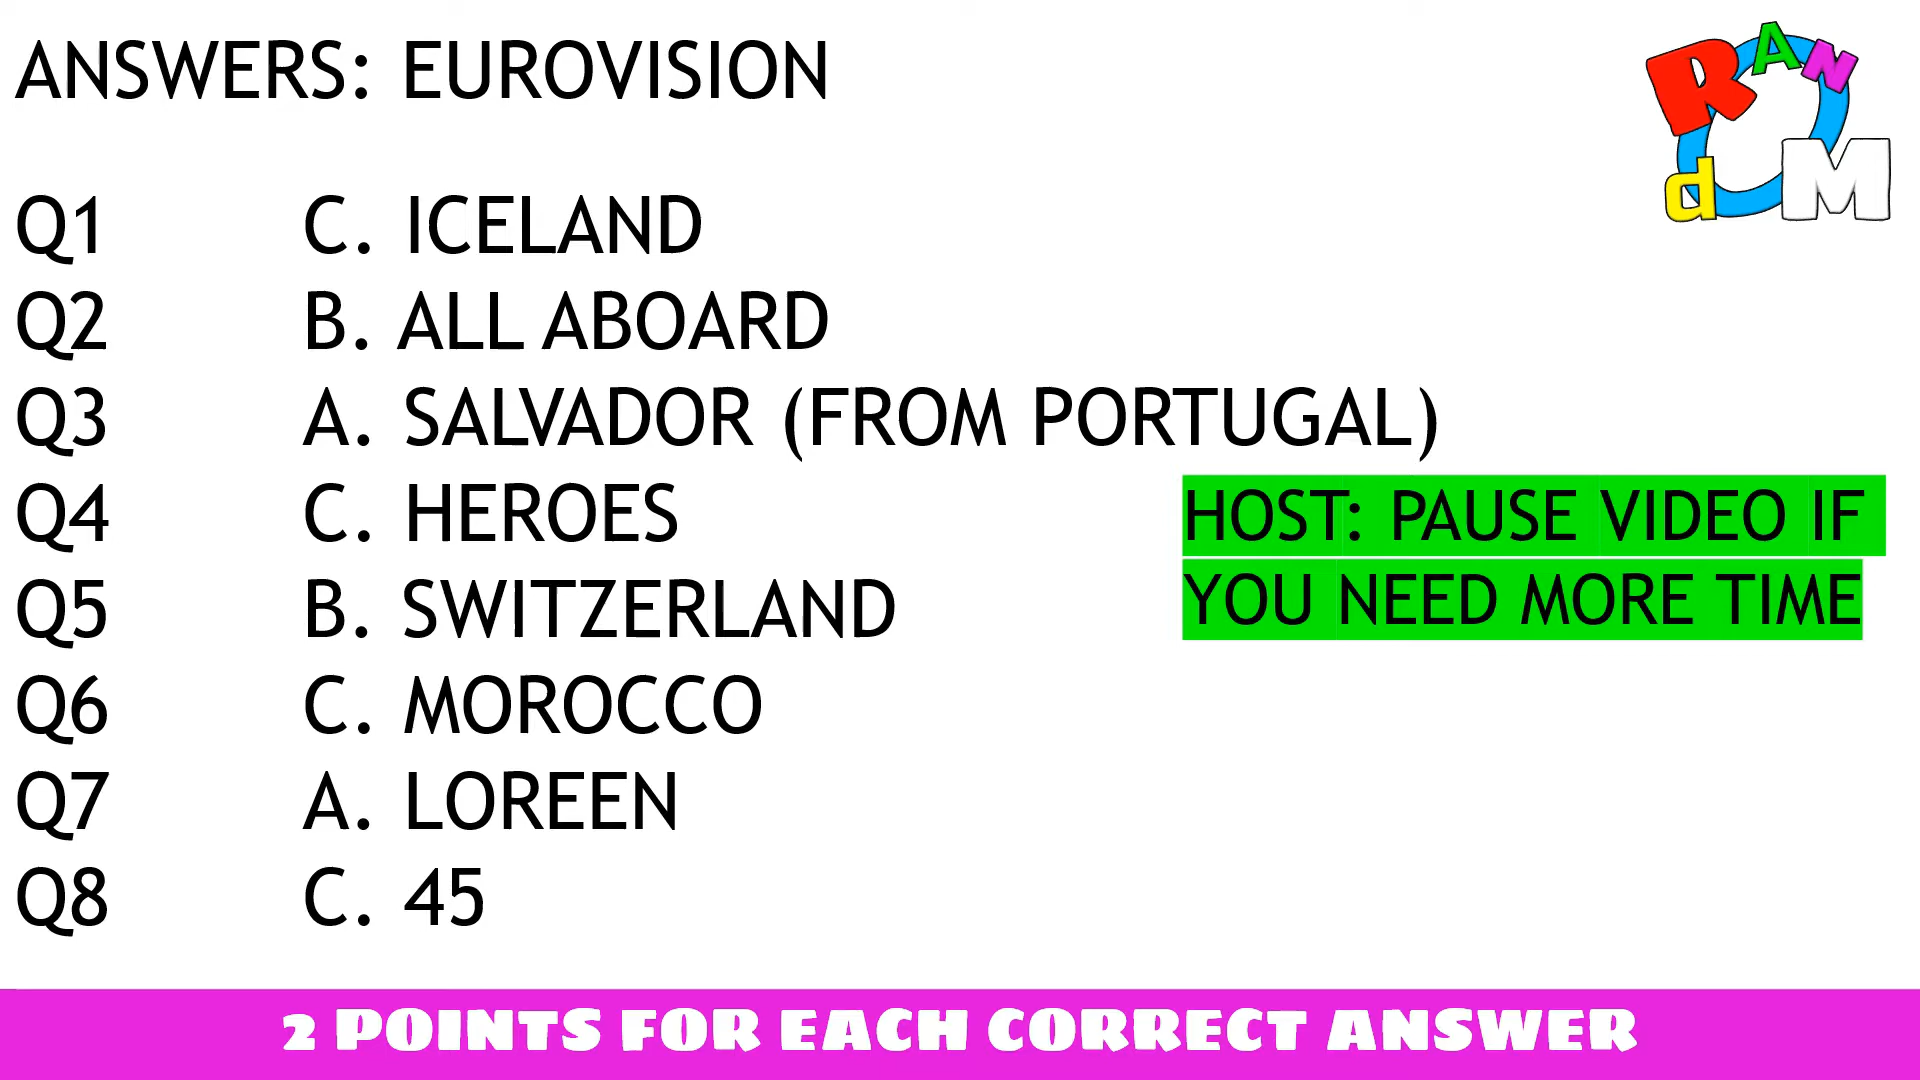 ANSWERS: EUROVISION
RANdOM
Q1 C. ICELAND
Q2 B. ALL ABOARD
Q3 A. SALVADOR (FROM PORTUGAL)
Q4 C. HEROES
HOST: PAUSE VIDEO IF
YOU NEED MORE TIME
Q5 B. SWITZERLAND
Q6 C. MOROCCO
Q7 A. LOREEN
Q8 C. 45
2 POINTS FOR EACH CORRECT ANSWER